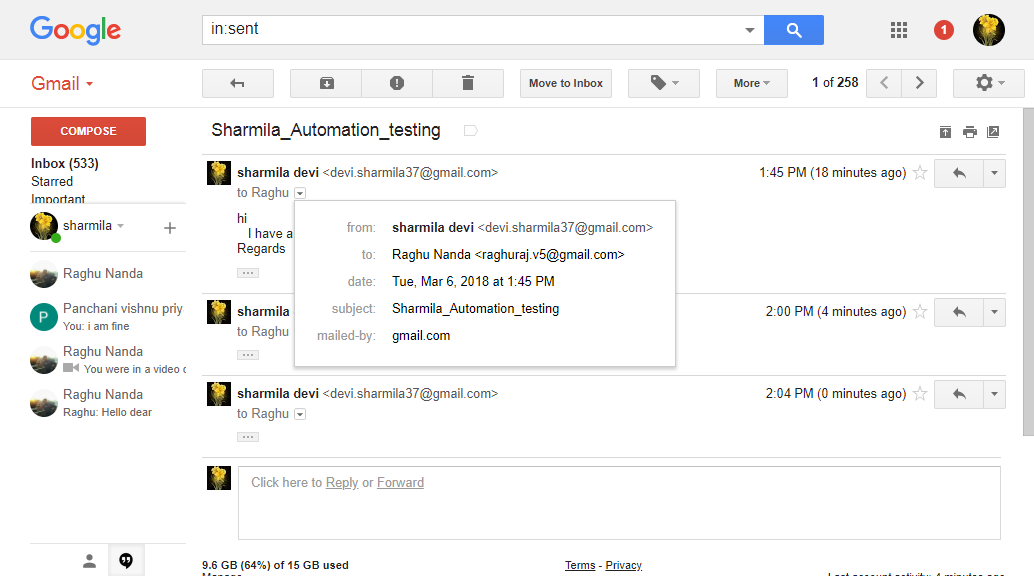 Google
in:sent
1
Gmail
Move to Inbox
More
1 of 258
COMPOSE
Inbox (533)
Starred
Important
sharmila
Raghu Nanda
Panchani vishnu priy
You: i am fine
Raghu Nanda
You were in a video c
Raghu Nanda
Raghu: Hello dear
Sharmila_Automation_testing
sharmila devi <devi.sharmila37@gmail.com>
1:45 PM (18 minutes ago)
to Raghu
hi
I have a
Regards
from: sharmila devi <devi.sharmila37@gmail.com>
to: Raghu Nanda <raghuraj.v5@gmail.com>
date: Tue, Mar 6, 2018 at 1:45 PM
subject: Sharmila_Automation_testing
mailed-by: gmail.com
sharmila
2:00 PM (4 minutes ago)
to Raghu
sharmila devi <devi.sharmila37@gmail.com>
2:04 PM (0 minutes ago)
to Raghu
Click here to Reply or Forward
P
9.6 GB (64%) of 15 GB used
Manage
Terms - Privacy
Last account activity: 4 minutes ago